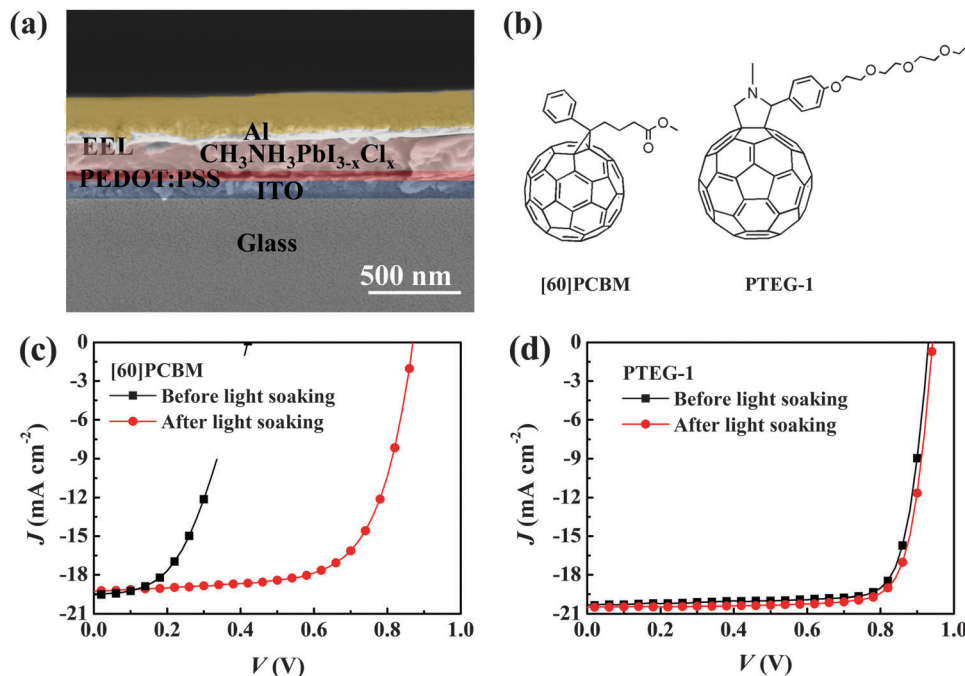 (a)
Al
EEL
CH₃NH₃PbI₃₋ₓClₓ
PEDOT:PSS
ITO
Glass
500 nm
(b)
N
O
O
O
O
O
O
[60]PCBM
PTEG-1
(c)
[60]PCBM
Before light soaking
After light soaking
J (mA cm⁻²)
0
-3
-6
-9
-12
-15
-18
-21
0.0 0.2 0.4 0.6 0.8 1.0
V (V)
(d)
PTEG-1
Before light soaking
After light soaking
J (mA cm⁻²)
0
-3
-6
-9
-12
-15
-18
-21
0.0 0.2 0.4 0.6 0.8 1.0
V (V)